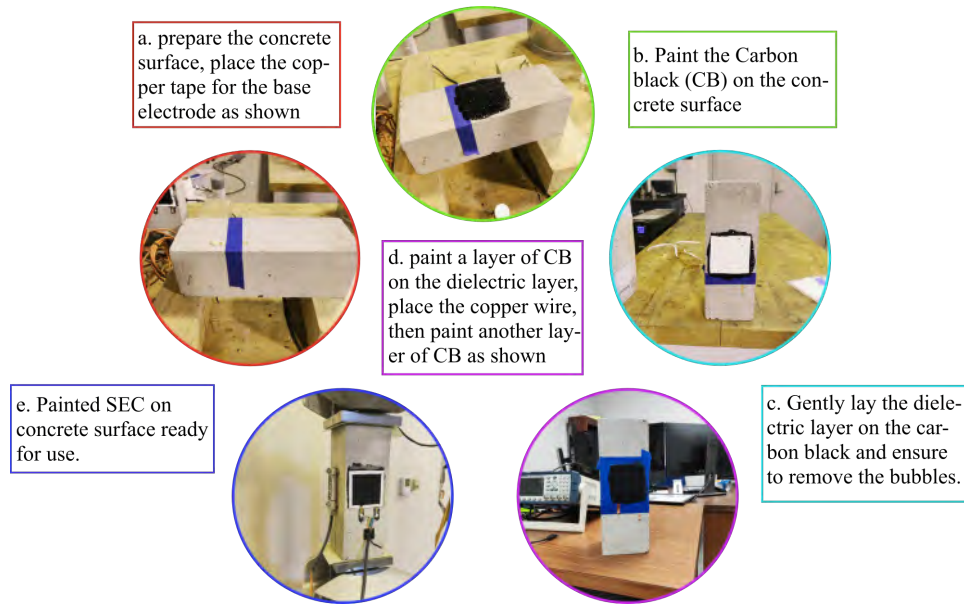 a. prepare the concrete
surface, place the cop-
per tape for the base
electrode as shown
b. Paint the Carbon
black (CB) on the con-
crete surface
d. paint a layer of CB
on the dielectric layer,
place the copper wire,
then paint another lay-
er of CB as shown
e. Painted SEC on
concrete surface ready
for use.
c. Gently lay the diele-
ctric layer on the car-
bon black and ensure
to remove the bubbles.